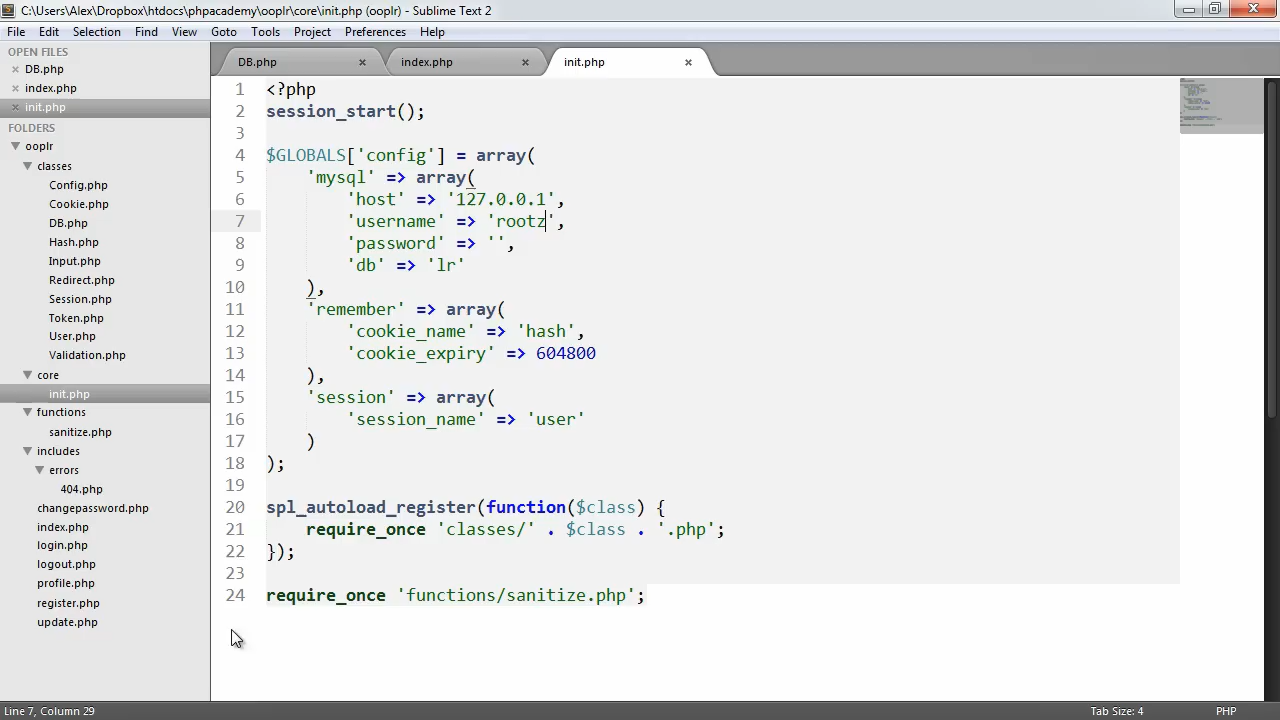 C:\Users\Alex\Dropbox\htdocs\phpacademy\ooplr\core\init.php (ooplr) - Sublime Text 2
File Edit Selection Find View Goto Tools Project Preferences Help
OPEN FILES
DB.php
index.php
init.php
FOLDERS
ooplr
classes
Config.php
Cookie.php
DB.php
Hash.php
Input.php
Redirect.php
Session.php
Token.php
User.php
Validation.php
core
init.php
functions
sanitize.php
includes
errors
404.php
changepassword.php
index.php
login.php
logout.php
profile.php
register.php
update.php
DB.php index.php init.php
1 <?php
2 session_start();
3
4 $GLOBALS['config'] = array(
5     'mysql' => array(
6         'host' => '127.0.0.1',
7         'username' => 'rootz',
8         'password' => '',
9         'db' => 'lr'
10     ),
11     'remember' => array(
12         'cookie_name' => 'hash',
13         'cookie_expiry' => 604800
14     ),
15     'session' => array(
16         'session_name' => 'user'
17     )
18 );
19
20 spl_autoload_register(function($class) {
21     require_once 'classes/' . $class . '.php';
22 });
23
24 require_once 'functions/sanitize.php';
Line 7, Column 29 Tab Size: 4 PHP